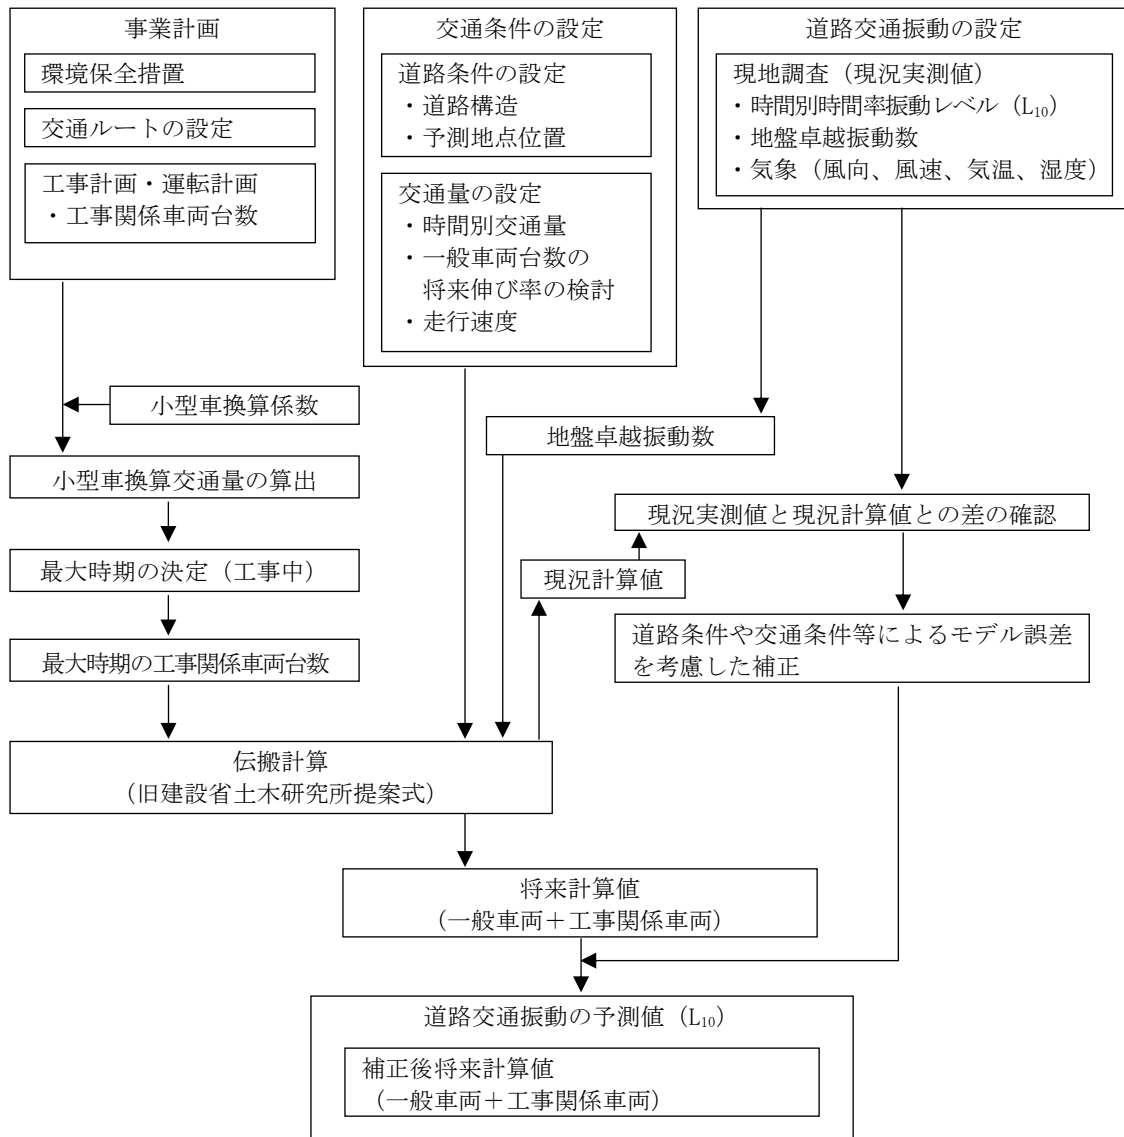 事業計画
環境保全措置
交通ルートの設定
工事計画・運転計画
・工事関係車両台数
交通条件の設定
道路条件の設定
・道路構造
・予測地点位置
交通量の設定
・時間別交通量
・一般車両台数の
将来伸び率の検討
・走行速度
道路交通振動の設定
現地調査（現況実測値）
・時間別時間率振動レベル（L10）
・地盤卓越振動数
・気象（風向、風速、気温、湿度）
小型車換算係数
地盤卓越振動数
小型車換算交通量の算出
現況実測値と現況計算値との差の確認
最大時期の決定（工事中）
現況計算値
道路条件や交通条件等によるモデル誤差
を考慮した補正
最大時期の工事関係車両台数
伝搬計算
（旧建設省土木研究所提案式）
将来計算値
（一般車両＋工事関係車両）
道路交通振動の予測値（L10）
補正後将来計算値
（一般車両＋工事関係車両）